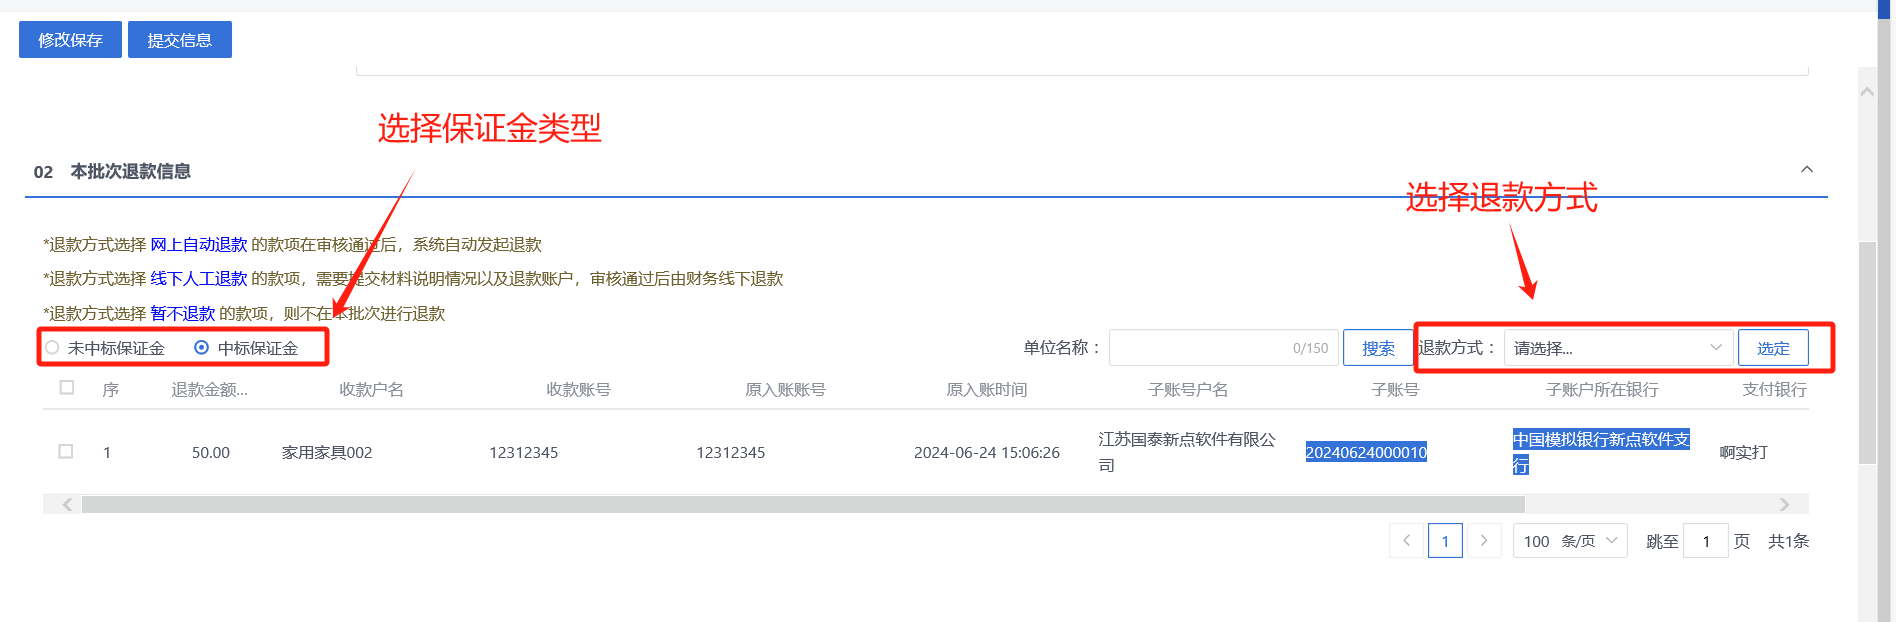 修改保存 提交信息
选择保证金类型
02 本批次退款信息
选择退款方式
*退款方式选择 网上自动退款 的款项在审核通过后，系统自动发起退款
*退款方式选择 线下人工退款 的款项，需要提交材料说明情况以及退款账户，审核通过后由财务线下退款
*退款方式选择 暂不退款 的款项，则不在本批次进行退款
未中标保证金 中标保证金 单位名称： 0/150 搜索 退款方式： 请选择... 选定
序 退款金额... 收款户名 收款账号 原入账账号 原入账时间 子账号户名 子账号 子账户所在银行 支付银行
1 50.00 家用家具002 12312345 12312345 2024-06-24 15:06:26 江苏国泰新点软件有限公 20240624000010 中国模拟银行新点软件支 啊实打
司 行
1 100 条/页 跳至 1 页 共1条